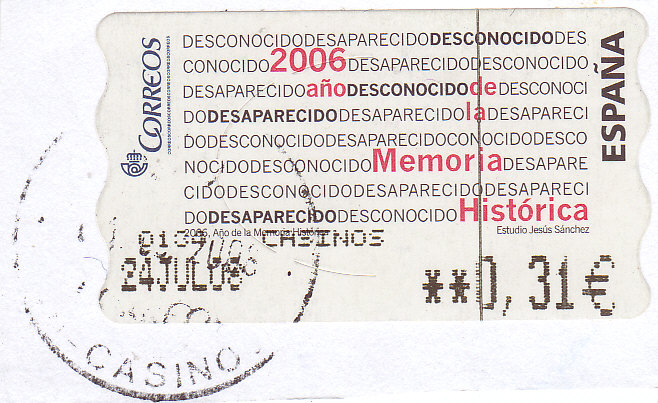 CORREOS
DESCONOCIDODESAPARECIDODESCONOCIDODES
CONOCIDO2006DESAPARECIDODESCONOCIDO
DESAPARECIDOañoDESCONOCIDOdeDESCONOCI
DODESAPARECIDODESAPARECIDOlaDESAPARECI
DODESCONOCIDODESAPARECIDOCONOCIDODESCO
NOCIDODESCONOCIDOMemoriaDESAPARE
CIDODESCONOCIDODESAPARECIDODESAPARECI
DODESAPARECIDODESCONOCIDOHistórica
2006, Año de la Memoria Histórica
Estudio Jesús Sánchez
ESPAÑA
CASINOS
24JUL06
**0,31€
-CASINO